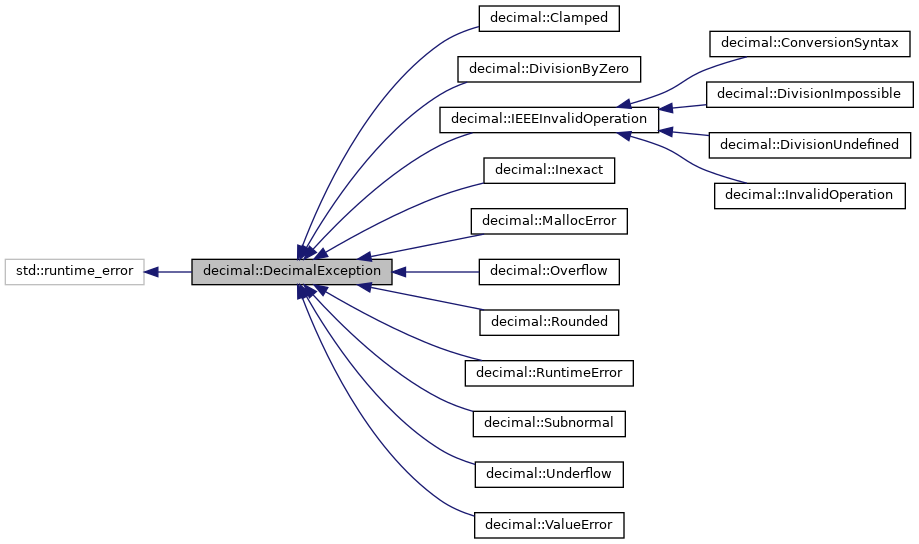 decimal::Clamped
decimal::ConversionSyntax
decimal::DivisionByZero
decimal::DivisionImpossible
decimal::IEEEInvalidOperation
decimal::DivisionUndefined
decimal::Inexact
decimal::InvalidOperation
decimal::MallocError
std::runtime_error
decimal::DecimalException
decimal::Overflow
decimal::Rounded
decimal::RuntimeError
decimal::Subnormal
decimal::Underflow
decimal::ValueError